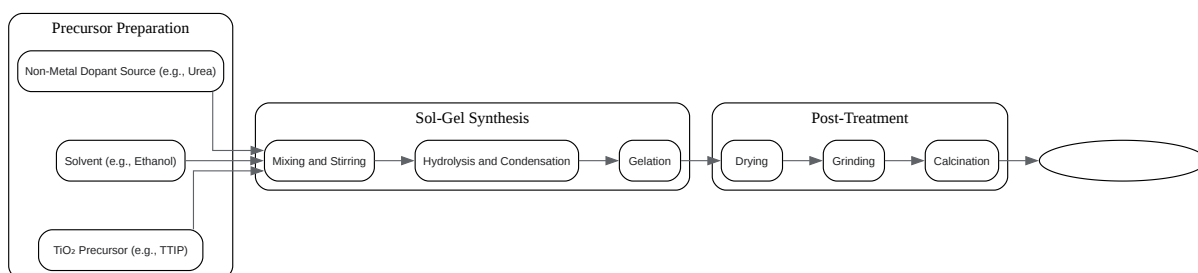 Precursor Preparation
Non-Metal Dopant Source (e.g., Urea)
Solvent (e.g., Ethanol)
TiO₂ Precursor (e.g., TTIP)
Sol-Gel Synthesis
Mixing and Stirring
Hydrolysis and Condensation
Gelation
Post-Treatment
Drying
Grinding
Calcination